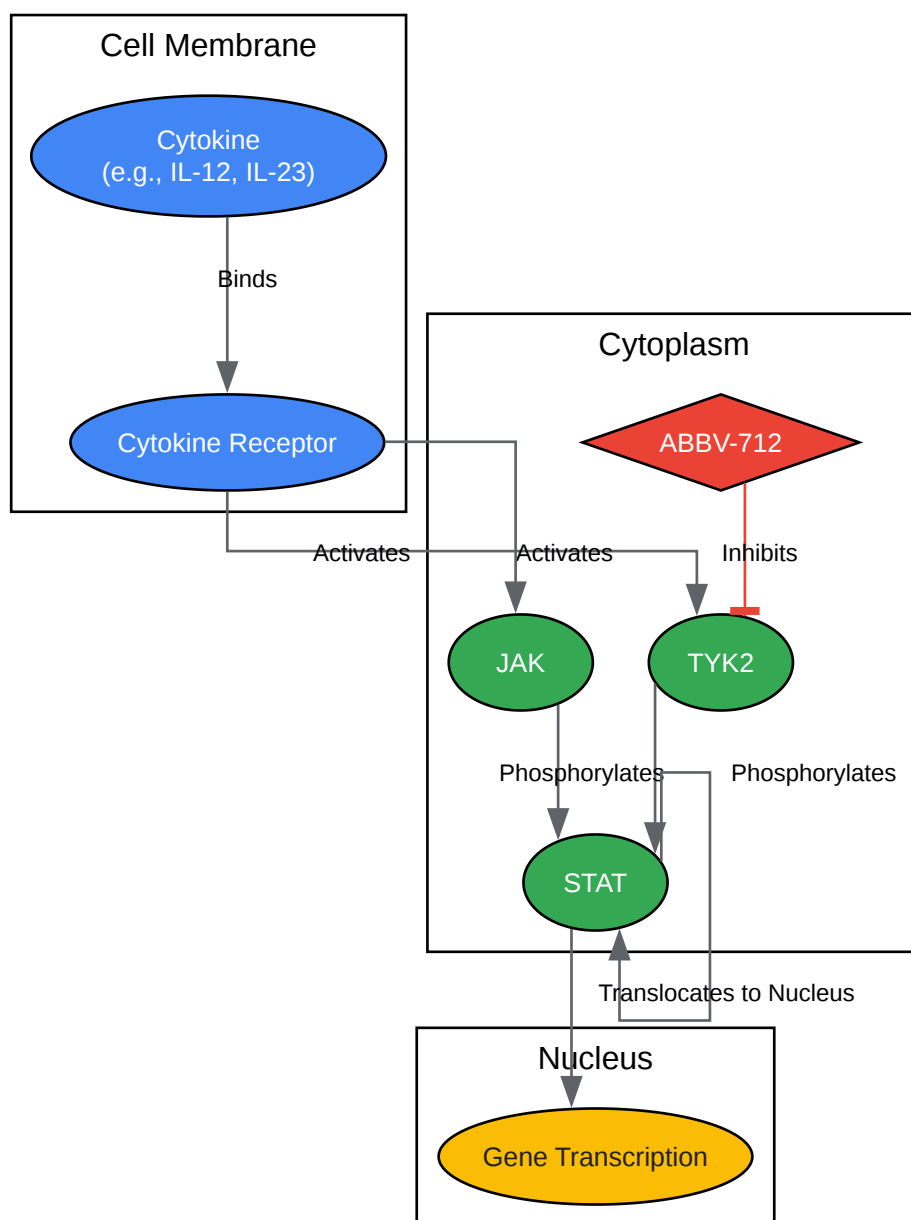 Cell Membrane
Cytokine
(e.g., IL-12, IL-23)
Binds
Cytoplasm
Cytokine Receptor
ABBV-712
Activates
Activates
Inhibits
JAK
TYK2
Phosphorylates
Phosphorylates
STAT
Translocates to Nucleus
Nucleus
Gene Transcription